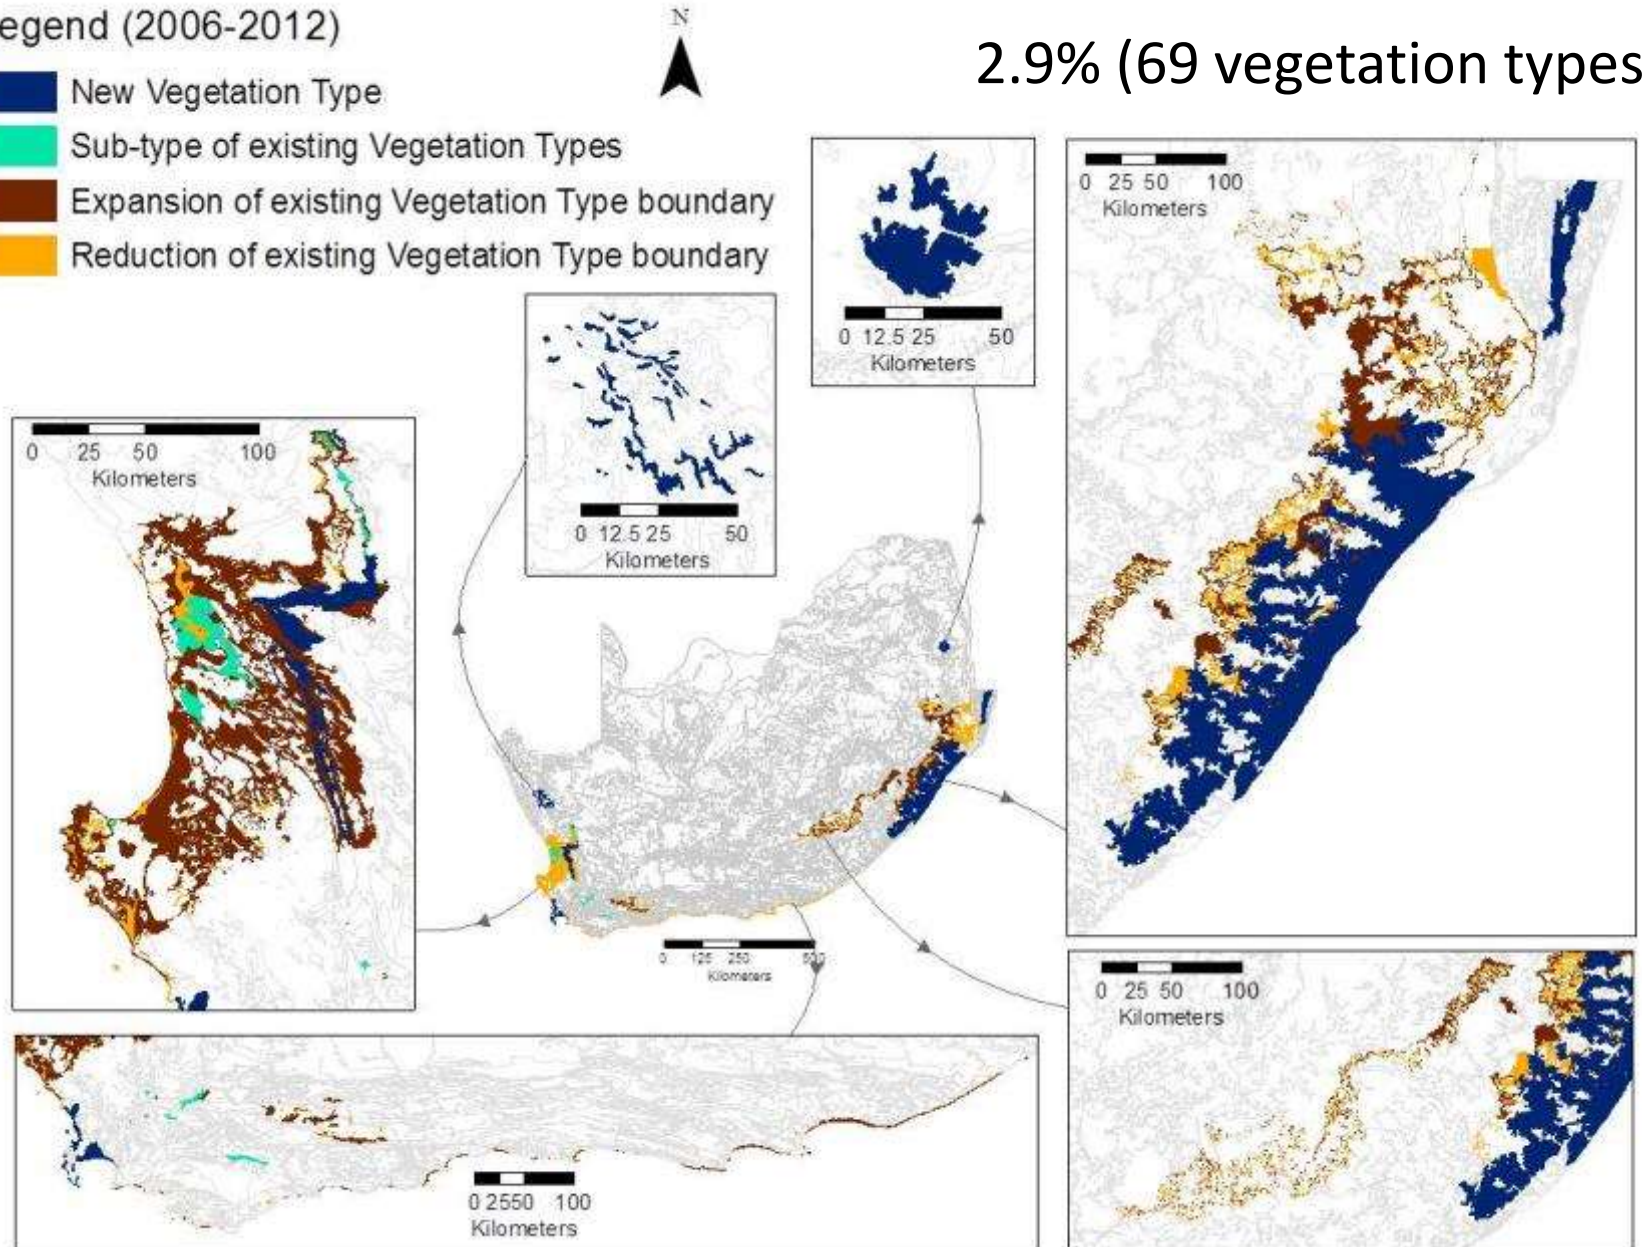 egend (2006-2012)
New Vegetation Type
Sub-type of existing Vegetation Types
Expansion of existing Vegetation Type boundary
Reduction of existing Vegetation Type boundary
N
2.9% (69 vegetation types
0 25 50 100
Kilometers
0 12.5 25 50
Kilometers
0 12.5 25 50
Kilometers
0 25 50 100
Kilometers
0 125 250 500
Kilometers
0 25 50 100
Kilometers
0 2550 100
Kilometers